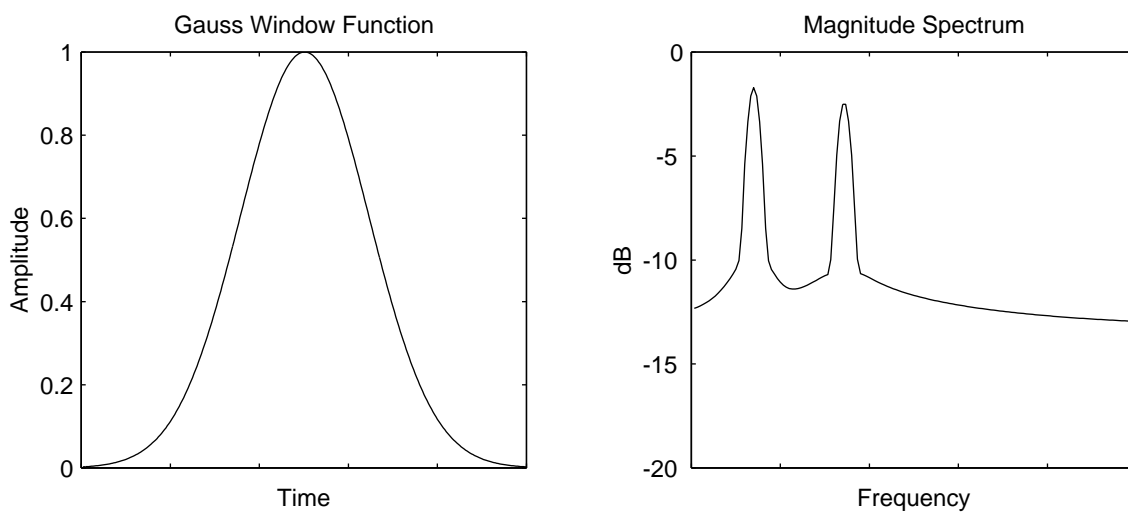 Gauss Window Function
1
0.8
0.6
0.4
0.2
0
Amplitude
Time
Magnitude Spectrum
0
-5
-10
-15
-20
dB
Frequency